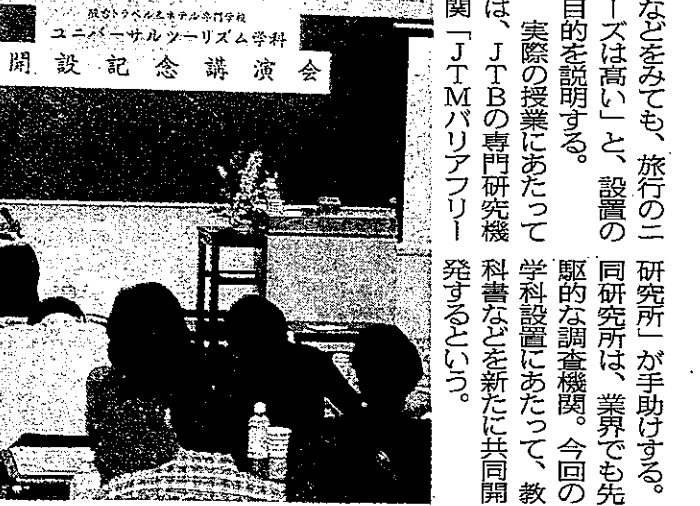 駿台トラベル&ホテル専門学校
ユニバーサルツーリズム学科
開設記念講演会
などをみても、旅行のニ
ーズは高い」と、設置の
目的を説明する。
実際の授業にあたって
は、JTBの専門研究機
関「JTMバリアフリー
研究所」が手助けする。
同研究所は、業界でも先
駆的な調査機関。今回の
学科設置にあたって、教
科書などを新たに共同開
発するという。